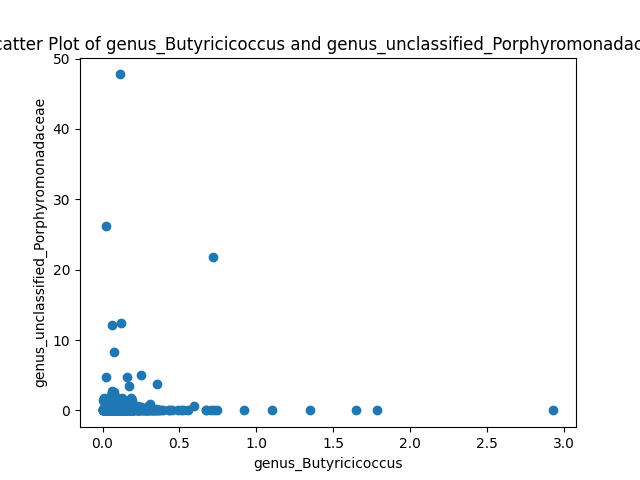 catter Plot of genus_Butyricicoccus and genus_unclassified_Porphyromonadac
50
40
30
20
10
0
genus_unclassified_Porphyromonadaceae
0.0 0.5 1.0 1.5 2.0 2.5 3.0
genus_Butyricicoccus